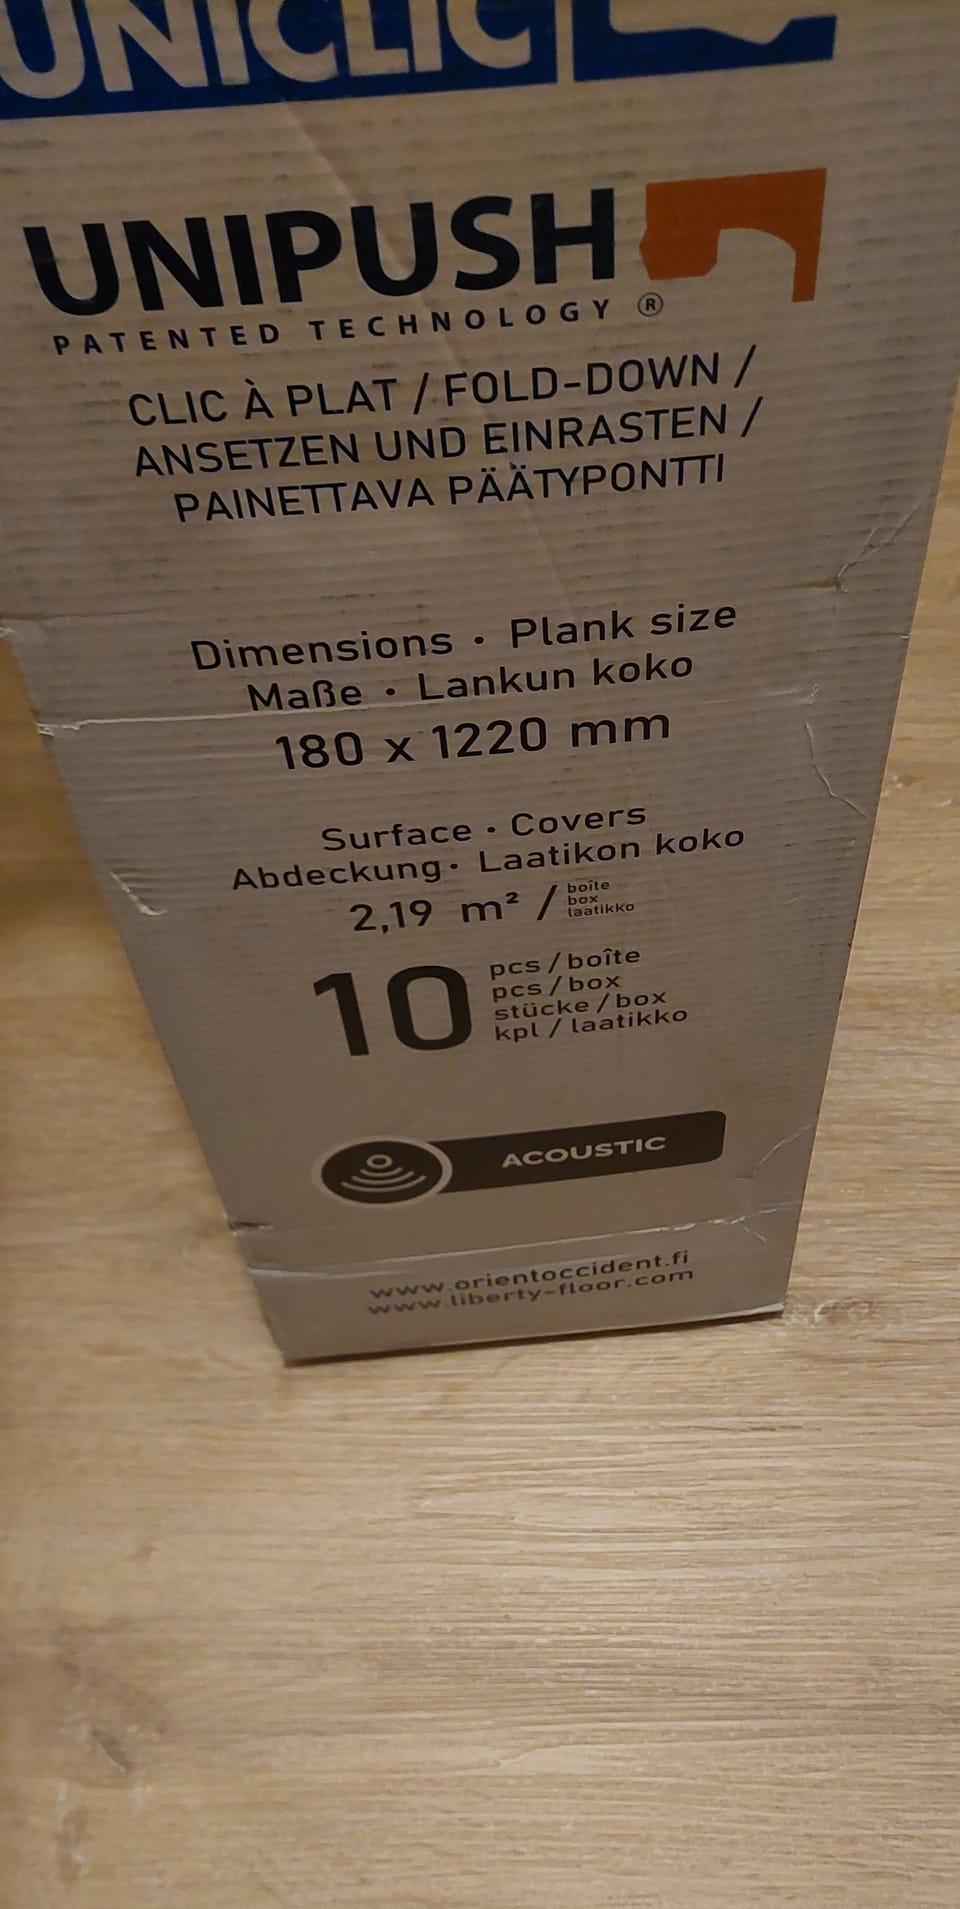 UNICLIC
UNIPUSH
PATENTED TECHNOLOGY ®
CLIC À PLAT / FOLD-DOWN /
ANSETZEN UND EINRASTEN /
PAINETTAVA PÄÄTYPONTTI
Dimensions · Plank size
Maße · Lankun koko
180 x 1220 mm
Surface · Covers
Abdeckung · Laatikon koko
2,19 m² / boîte
box
laatikko
10 pcs / boîte
pcs / box
stücke / box
kpl / laatikko
ACOUSTIC
www.orientoccident.fi
www.liberty-floor.com